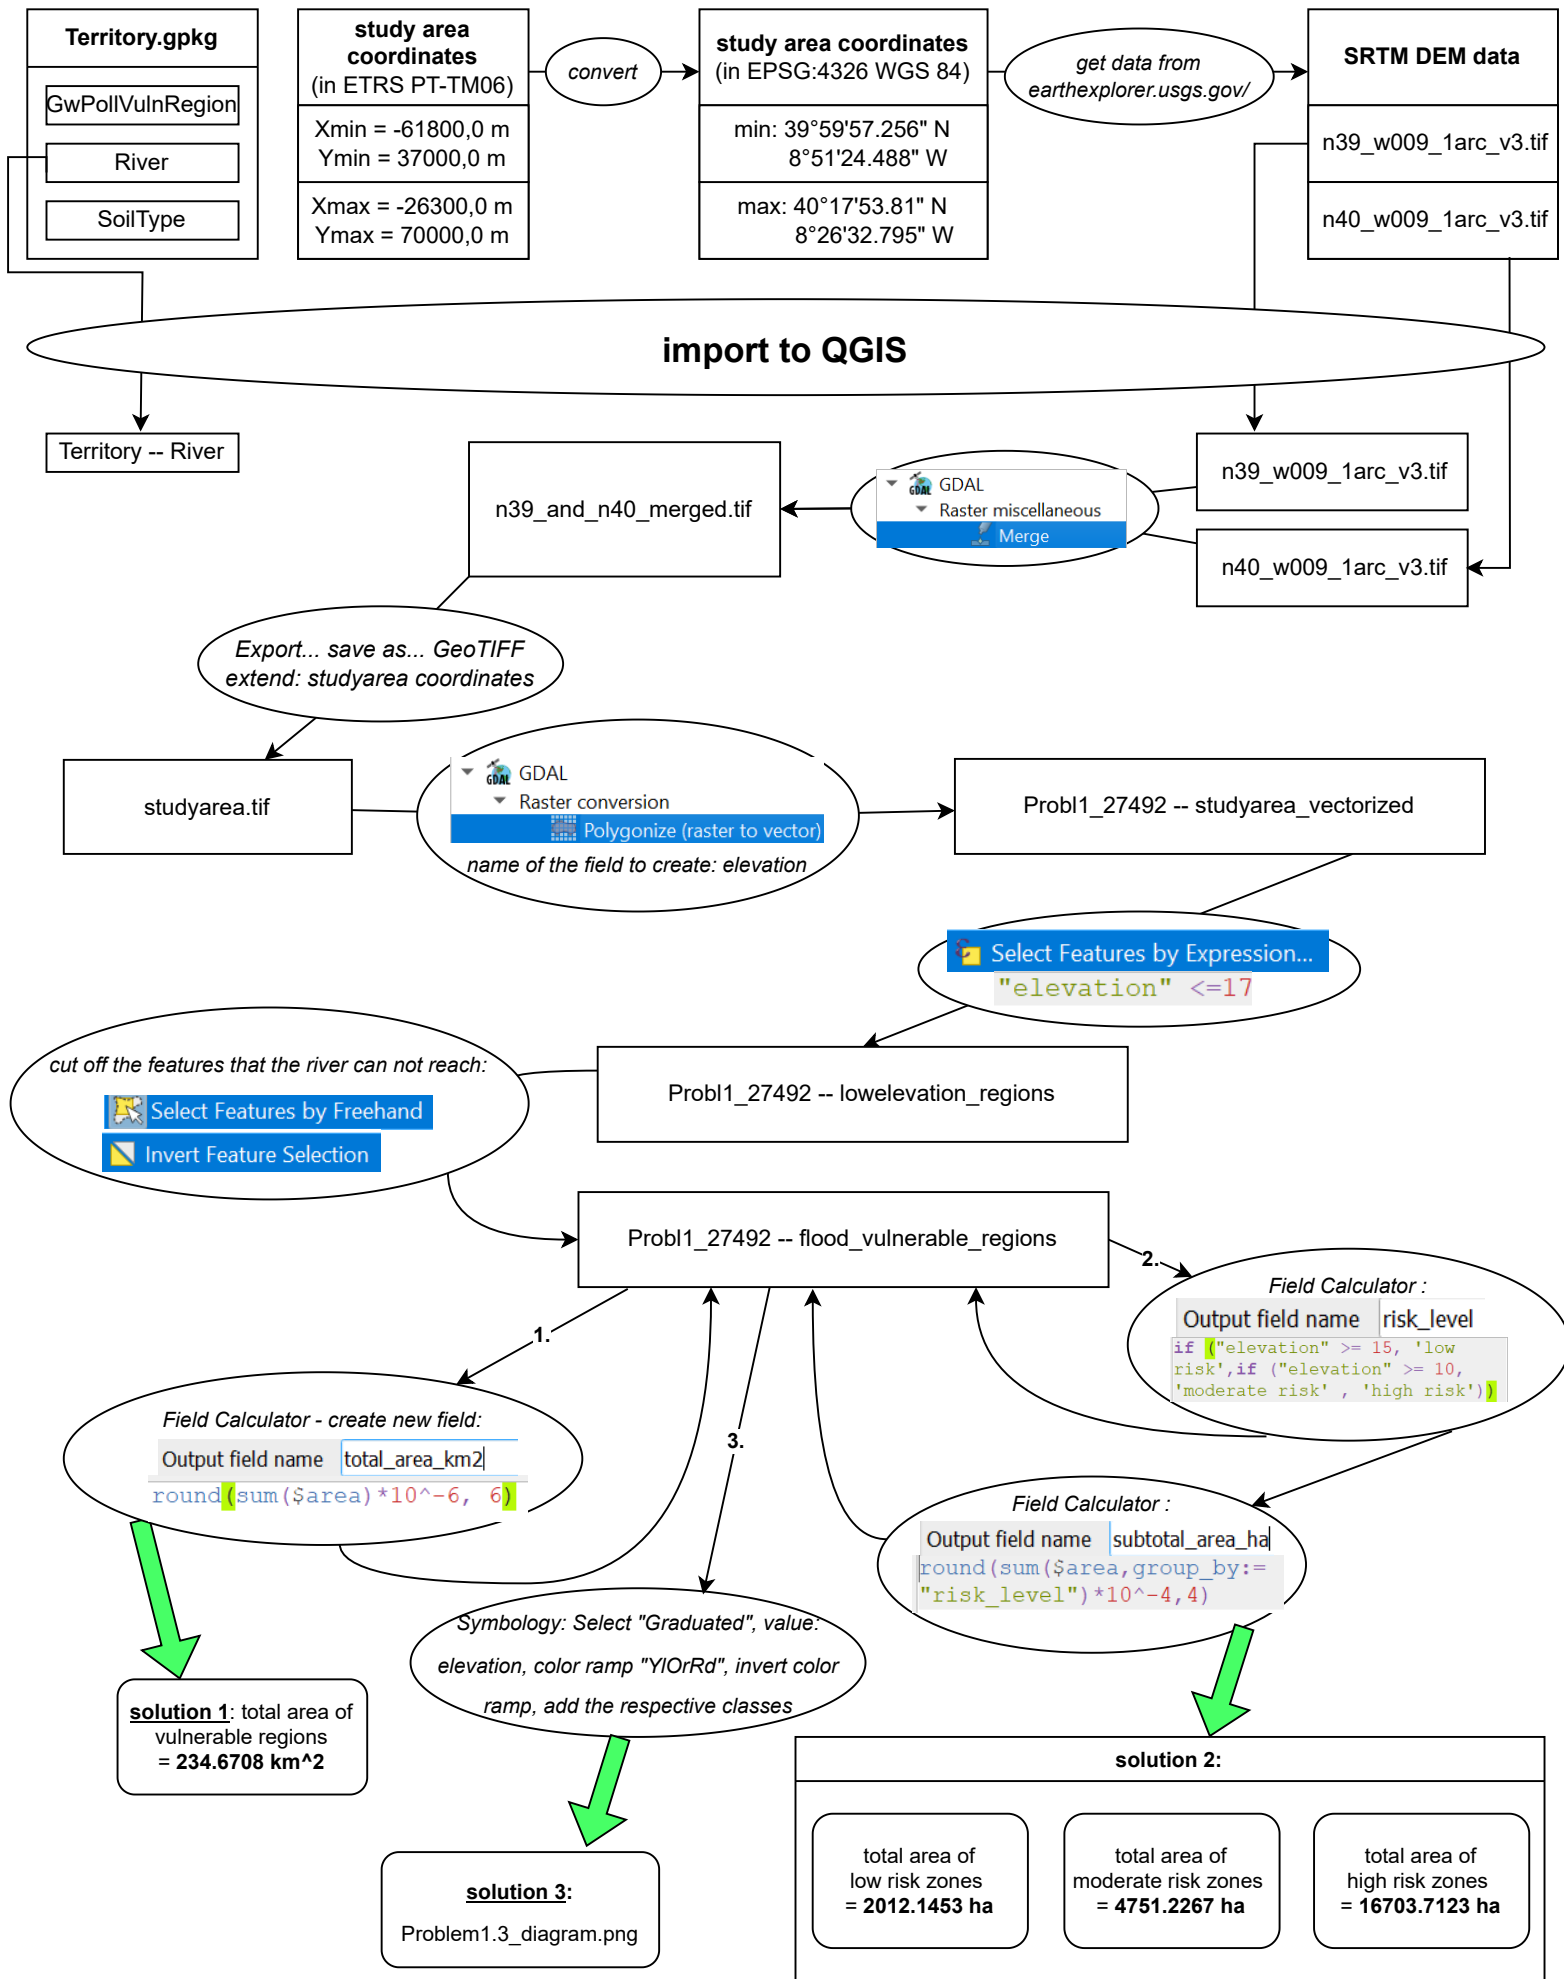 Territory.gpkg
GwPollVulnRegion
River
SoilType
study area
coordinates
(in ETRS PT-TM06)
Xmin = -61800,0 m
Ymin = 37000,0 m
Xmax = -26300,0 m
Ymax = 70000,0 m
convert
study area coordinates
(in EPSG:4326 WGS 84)
min: 39°59'57.256" N
8°51'24.488" W
max: 40°17'53.81" N
8°26'32.795" W
get data from
earthexplorer.usgs.gov/
SRTM DEM data
n39_w009_1arc_v3.tif
n40_w009_1arc_v3.tif
import to QGIS
Territory -- River
n39_w009_1arc_v3.tif
n40_w009_1arc_v3.tif
GDAL
GDAL
Raster miscellaneous
Merge
n39_and_n40_merged.tif
Export... save as... GeoTIFF
extend: studyarea coordinates
studyarea.tif
GDAL
GDAL
Raster conversion
Polygonize (raster to vector)
name of the field to create: elevation
Probl1_27492 -- studyarea_vectorized
Select Features by Expression...
"elevation" <=17
Probl1_27492 -- lowelevation_regions
cut off the features that the river can not reach:
Select Features by Freehand
Invert Feature Selection
Probl1_27492 -- flood_vulnerable_regions
1.
Field Calculator - create new field:
Output field name total_area_km2
round(sum($area)*10^-6, 6)
solution 1: total area of
vulnerable regions
= 234.6708 km^2
2.
Field Calculator :
Output field name risk_level
if ("elevation" >= 15, 'low
risk',if ("elevation" >= 10,
'moderate risk' , 'high risk'))
Field Calculator :
Output field name subtotal_area_ha
round(sum($area,group_by:=
"risk_level")*10^-4,4)
solution 2:
total area of
low risk zones
= 2012.1453 ha
total area of
moderate risk zones
= 4751.2267 ha
total area of
high risk zones
= 16703.7123 ha
3.
Symbology: Select "Graduated", value:
elevation, color ramp "YlOrRd", invert color
ramp, add the respective classes
solution 3:
Problem1.3_diagram.png